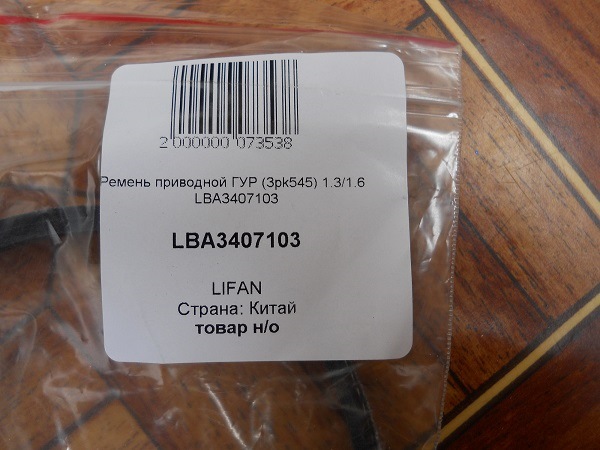 2 000000 073538
Ремень приводной ГУР (3pk545) 1.3/1.6
LBA3407103
LBA3407103
LIFAN
Страна: Китай
товар н/о